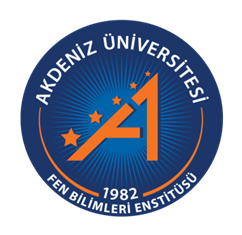 AKDENİZ ÜNİVERSİTESİ
1982
FEN BİLİMLERİ ENSTİTÜSÜ